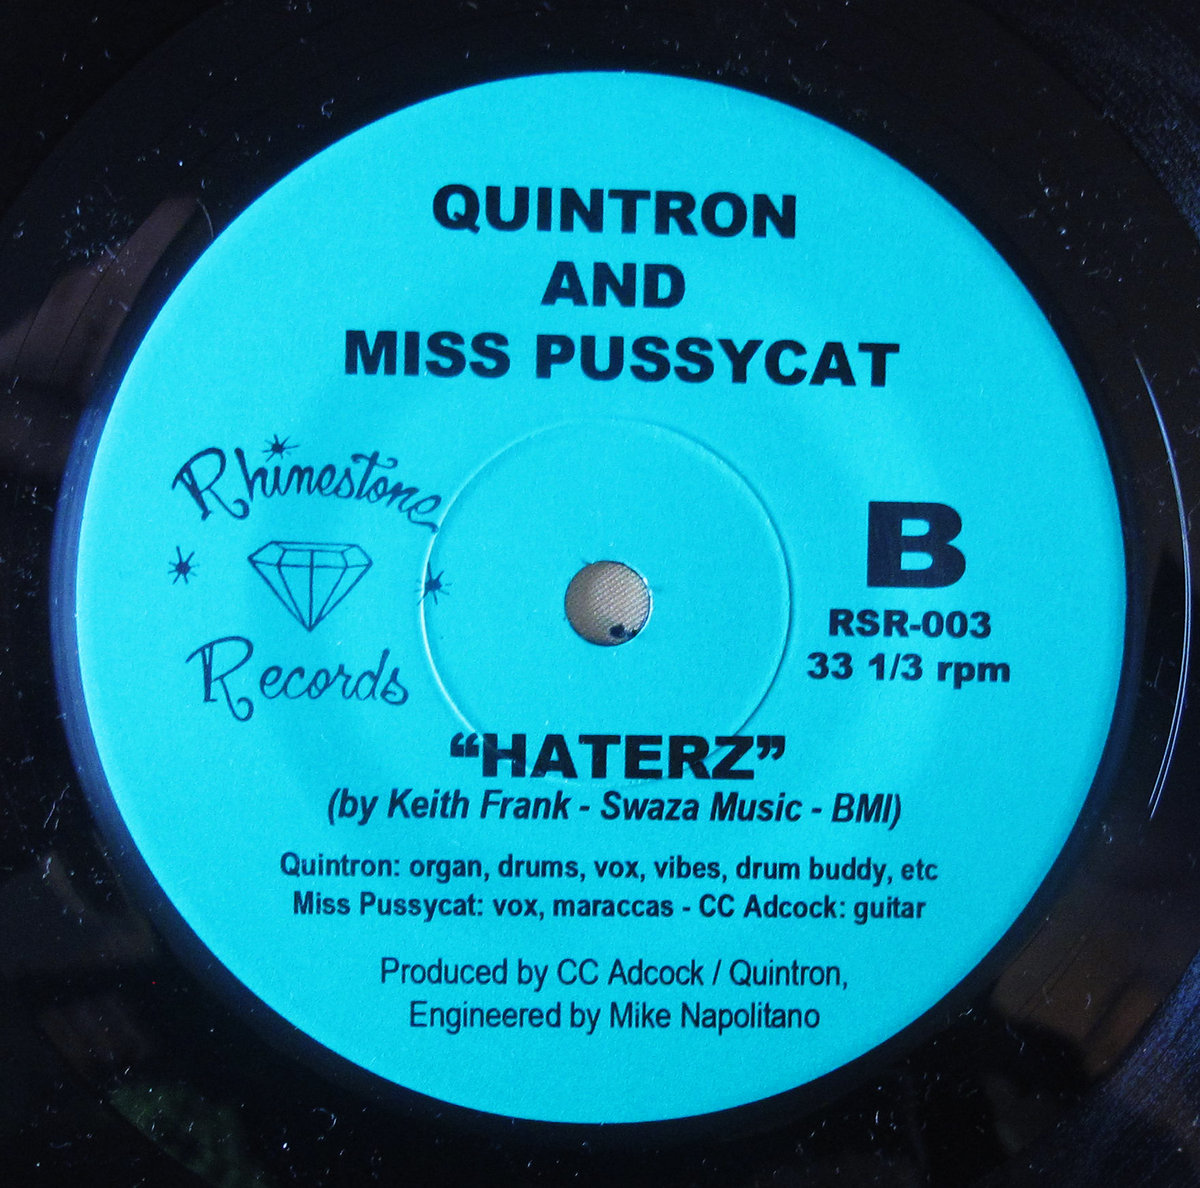 QUINTRON
AND
MISS PUSSYCAT
Rhinestone
Records
B
RSR-003
33 1/3 rpm
“HATERZ”
(by Keith Frank - Swaza Music - BMI)
Quintron: organ, drums, vox, vibes, drum buddy, etc
Miss Pussycat: vox, maraccas - CC Adcock: guitar
Produced by CC Adcock / Quintron,
Engineered by Mike Napolitano